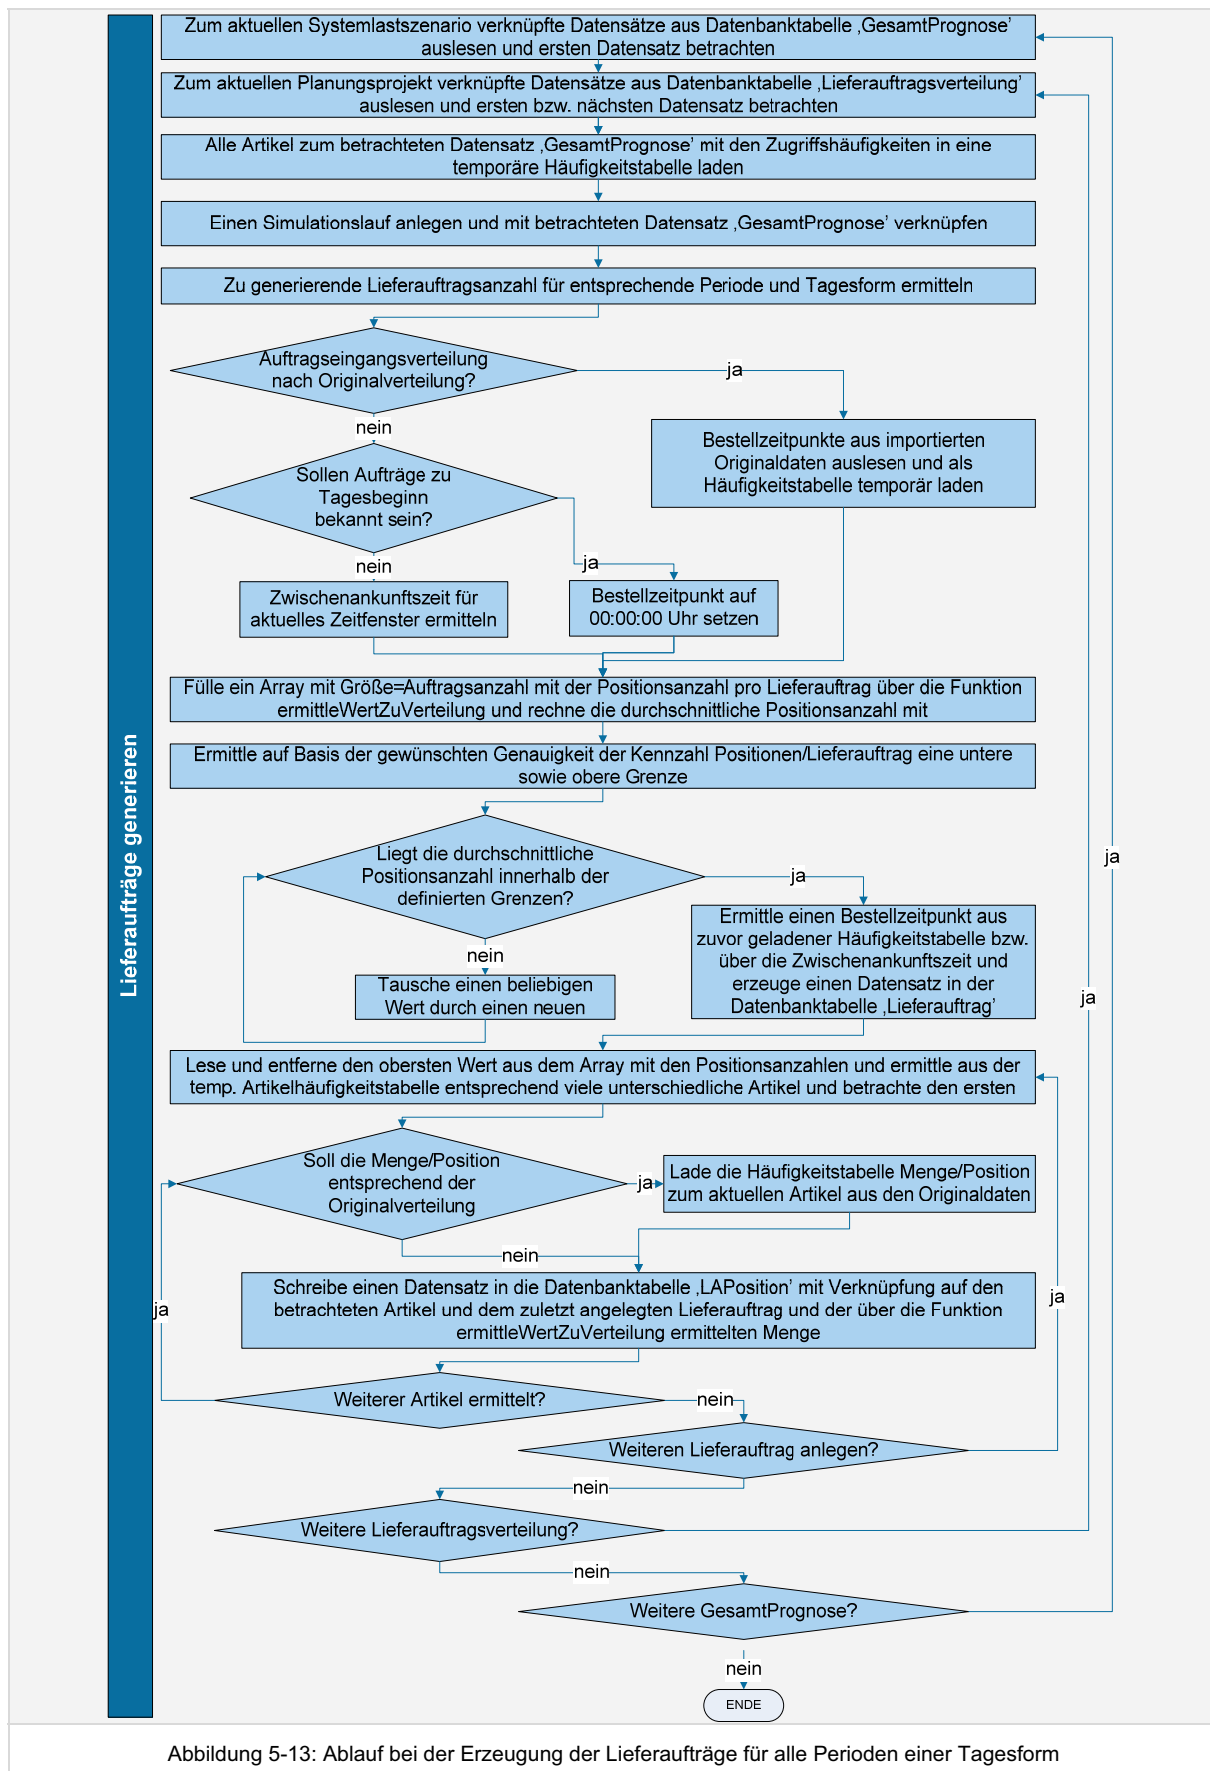 Lieferaufträge generieren
Zum aktuellen Systemlastszenario verknüpfte Datensätze aus Datenbanktabelle ‚GesamtPrognose’
auslesen und ersten Datensatz betrachten
Zum aktuellen Planungsprojekt verknüpfte Datensätze aus Datenbanktabelle ‚Lieferauftragsverteilung’
auslesen und ersten bzw. nächsten Datensatz betrachten
Alle Artikel zum betrachteten Datensatz ‚GesamtPrognose’ mit den Zugriffshäufigkeiten in eine
temporäre Häufigkeitstabelle laden
Einen Simulationslauf anlegen und mit betrachteten Datensatz ‚GesamtPrognose’ verknüpfen
Zu generierende Lieferauftragsanzahl für entsprechende Periode und Tagesform ermitteln
Auftragseingangsverteilung
nach Originalverteilung?
ja
nein
Bestellzeitpunkte aus importierten
Originaldaten auslesen und als
Häufigkeitstabelle temporär laden
Sollen Aufträge zu
Tagesbeginn
bekannt sein?
nein
ja
Zwischenankunftszeit für
aktuelles Zeitfenster ermitteln
Bestellzeitpunkt auf
00:00:00 Uhr setzen
Fülle ein Array mit Größe=Auftragsanzahl mit der Positionsanzahl pro Lieferauftrag über die Funktion
ermittleWertZuVerteilung und rechne die durchschnittliche Positionsanzahl mit
Ermittle auf Basis der gewünschten Genauigkeit der Kennzahl Positionen/Lieferauftrag eine untere
sowie obere Grenze
Liegt die durchschnittliche
Positionsanzahl innerhalb der
definierten Grenzen?
ja
ja
nein
Ermittle einen Bestellzeitpunkt aus
zuvor geladener Häufigkeitstabelle bzw.
über die Zwischenankunftszeit und
erzeuge einen Datensatz in der
Datenbanktabelle ‚Lieferauftrag’
Tausche einen beliebigen
Wert durch einen neuen
ja
Lese und entferne den obersten Wert aus dem Array mit den Positionsanzahlen und ermittle aus der
temp. Artikelhäufigkeitstabelle entsprechend viele unterschiedliche Artikel und betrachte den ersten
Soll die Menge/Position
entsprechend der
Originalverteilung
ja
Lade die Häufigkeitstabelle Menge/Position
zum aktuellen Artikel aus den Originaldaten
nein
Schreibe einen Datensatz in die Datenbanktabelle ‚LAPosition’ mit Verknüpfung auf den
betrachteten Artikel und dem zuletzt angelegten Lieferauftrag und der über die Funktion
ermittleWertZuVerteilung ermittelten Menge
ja
ja
Weiterer Artikel ermittelt?
nein
Weiteren Lieferauftrag anlegen?
nein
Weitere Lieferauftragsverteilung?
nein
Weitere GesamtPrognose?
nein
ENDE
Abbildung 5-13: Ablauf bei der Erzeugung der Lieferaufträge für alle Perioden einer Tagesform